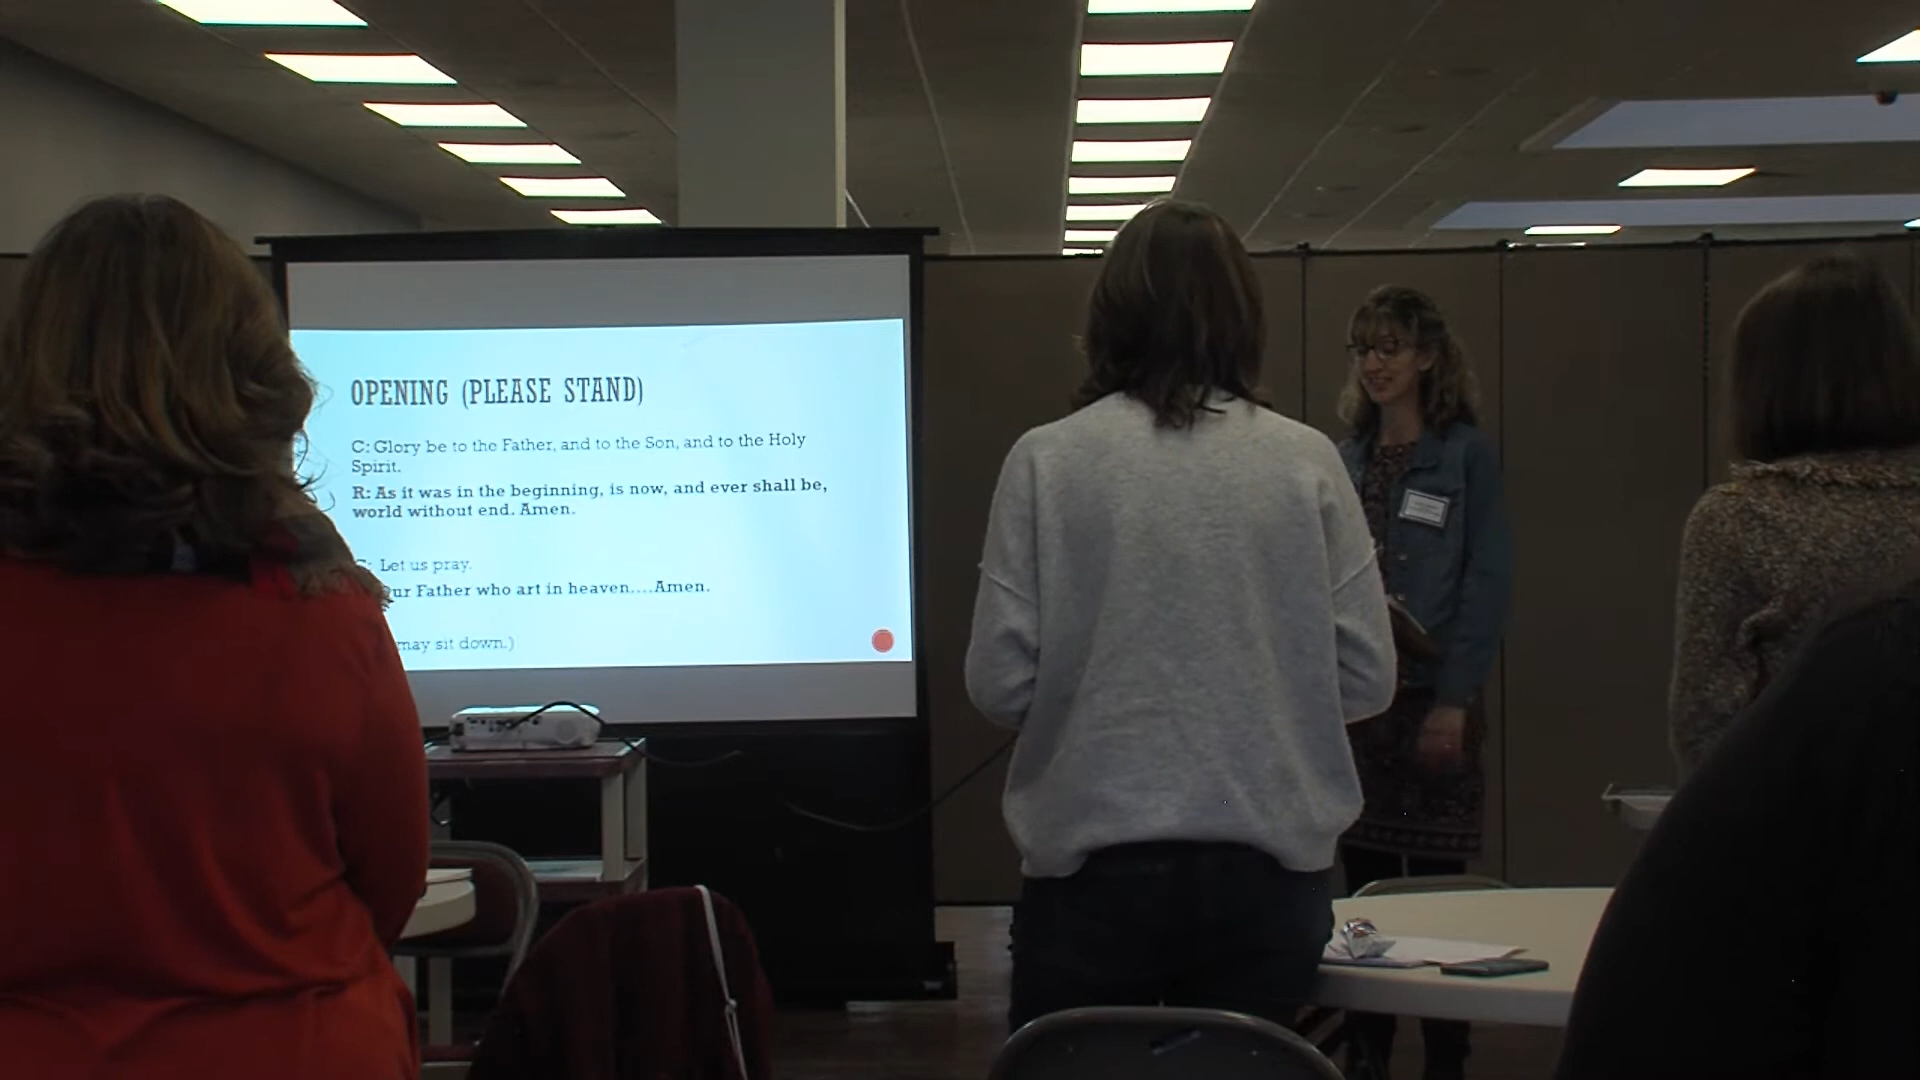 OPENING (PLEASE STAND)
C: Glory be to the Father, and to the Son, and to the Holy
Spirit.
R: As it was in the beginning, is now, and ever shall be,
world without end. Amen.
Let us pray.
Father who art in heaven....Amen.
may sit down.)